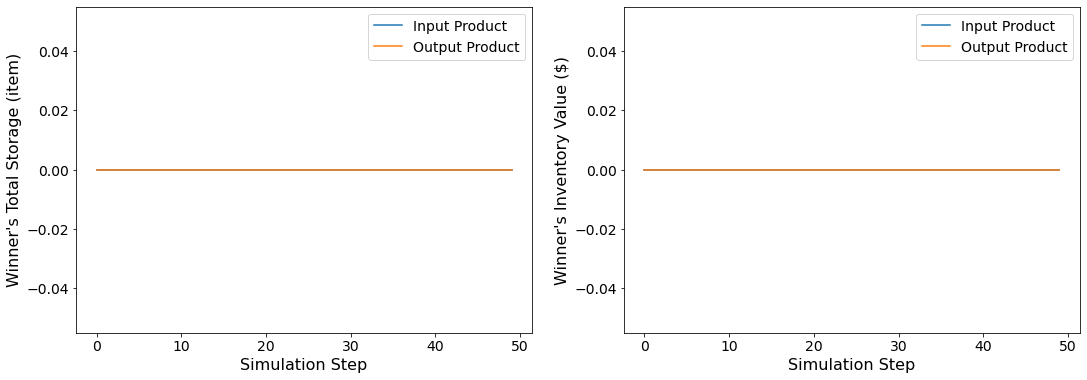 Winner's Total Storage (item)
0.04
0.02
0.00
−0.02
−0.04
Input Product
Output Product
0 10 20 30 40 50
Simulation Step
Winner's Inventory Value ($)
0.04
0.02
0.00
−0.02
−0.04
Input Product
Output Product
0 10 20 30 40 50
Simulation Step